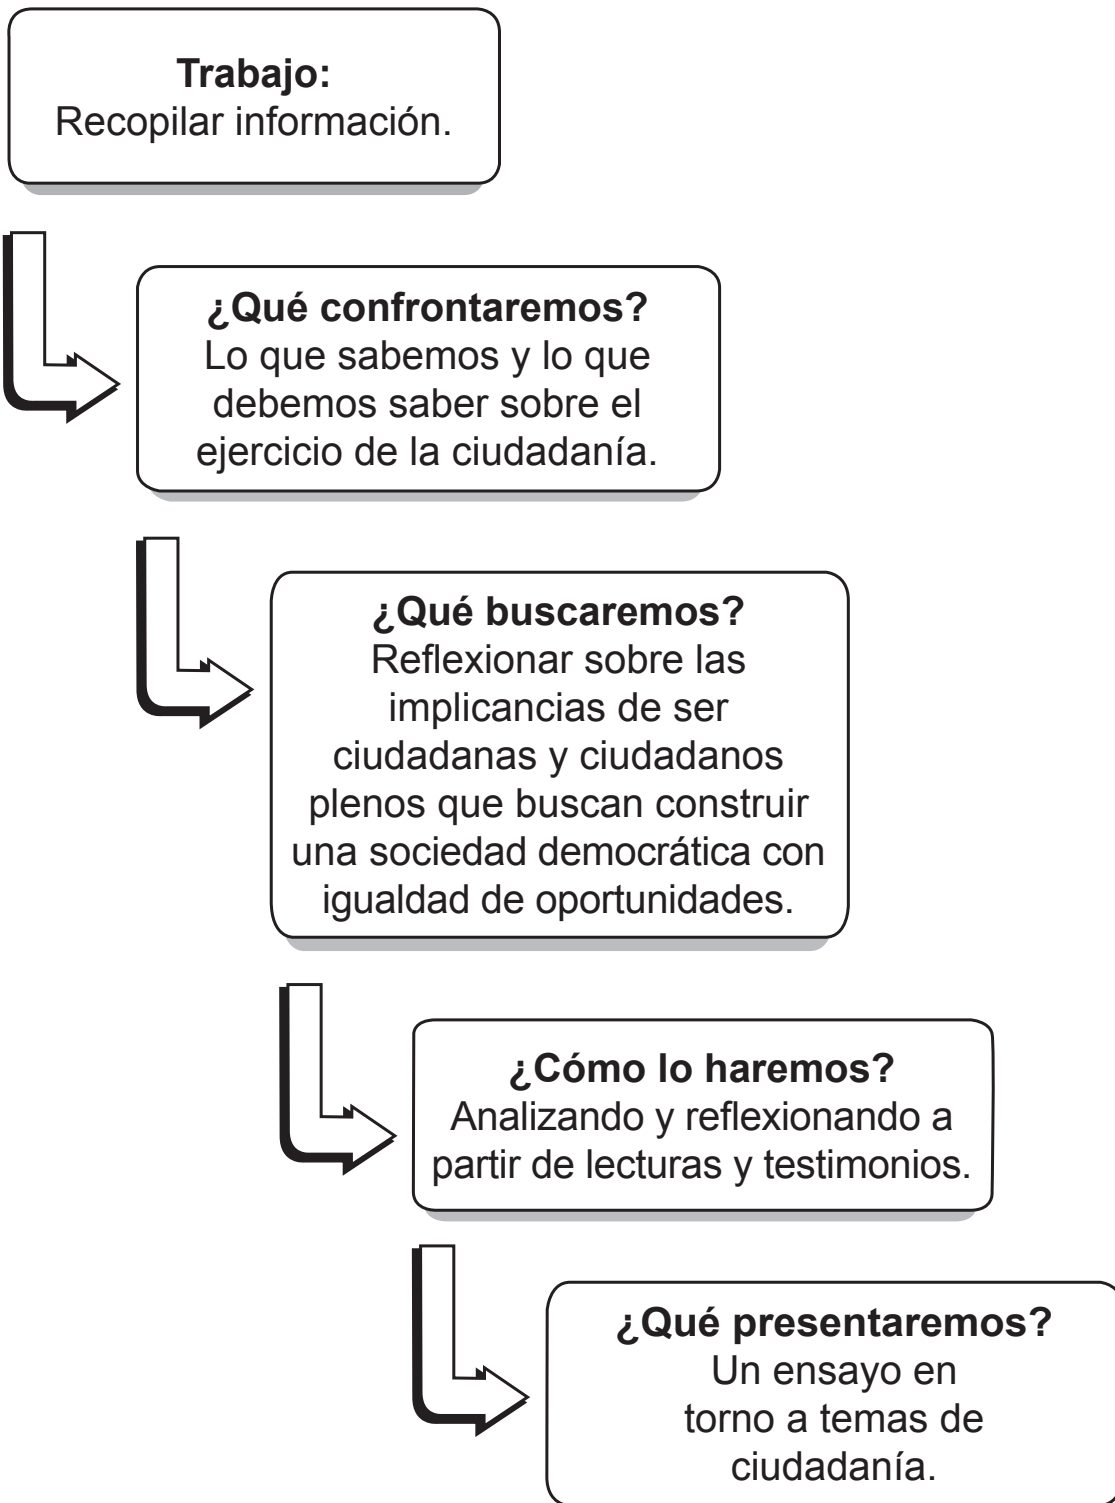 Trabajo:
Recopilar información.
¿Qué confrontaremos?
Lo que sabemos y lo que
debemos saber sobre el
ejercicio de la ciudadanía.
¿Qué buscaremos?
Reflexionar sobre las
implicancias de ser
ciudadanas y ciudadanos
plenos que buscan construir
una sociedad democrática con
igualdad de oportunidades.
¿Cómo lo haremos?
Analizando y reflexionando a
partir de lecturas y testimonios.
¿Qué presentaremos?
Un ensayo en
torno a temas de
ciudadanía.